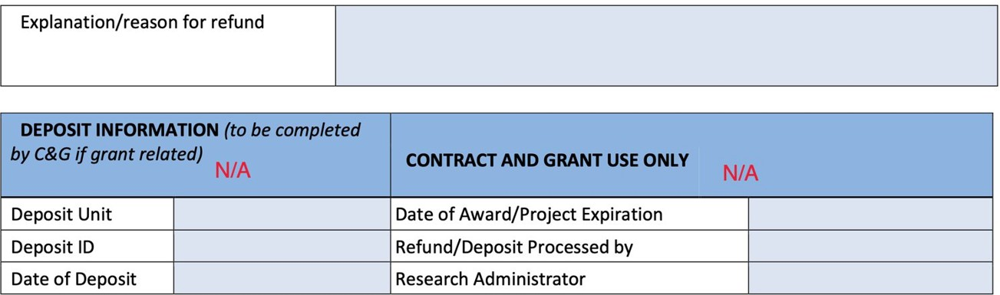 Explanation/reason for refund
DEPOSIT INFORMATION (to be completed
by C&G if grant related)
N/A
CONTRACT AND GRANT USE ONLY
N/A
Deposit Unit
Date of Award/Project Expiration
Deposit ID
Refund/Deposit Processed by
Date of Deposit
Research Administrator